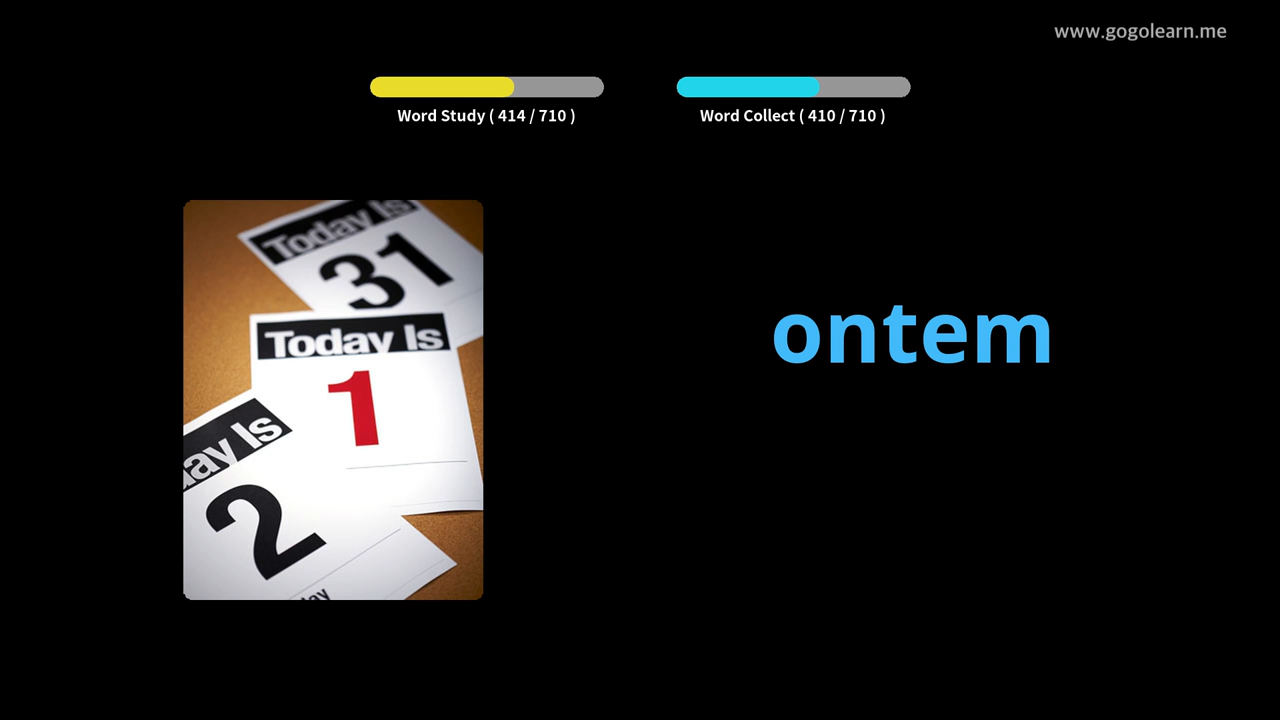 www.gogolearn.me
Word Study ( 414 / 710 )
Word Collect ( 410 / 710 )
Today Is
31
Today Is
1
ay Is
2
ay
ontem